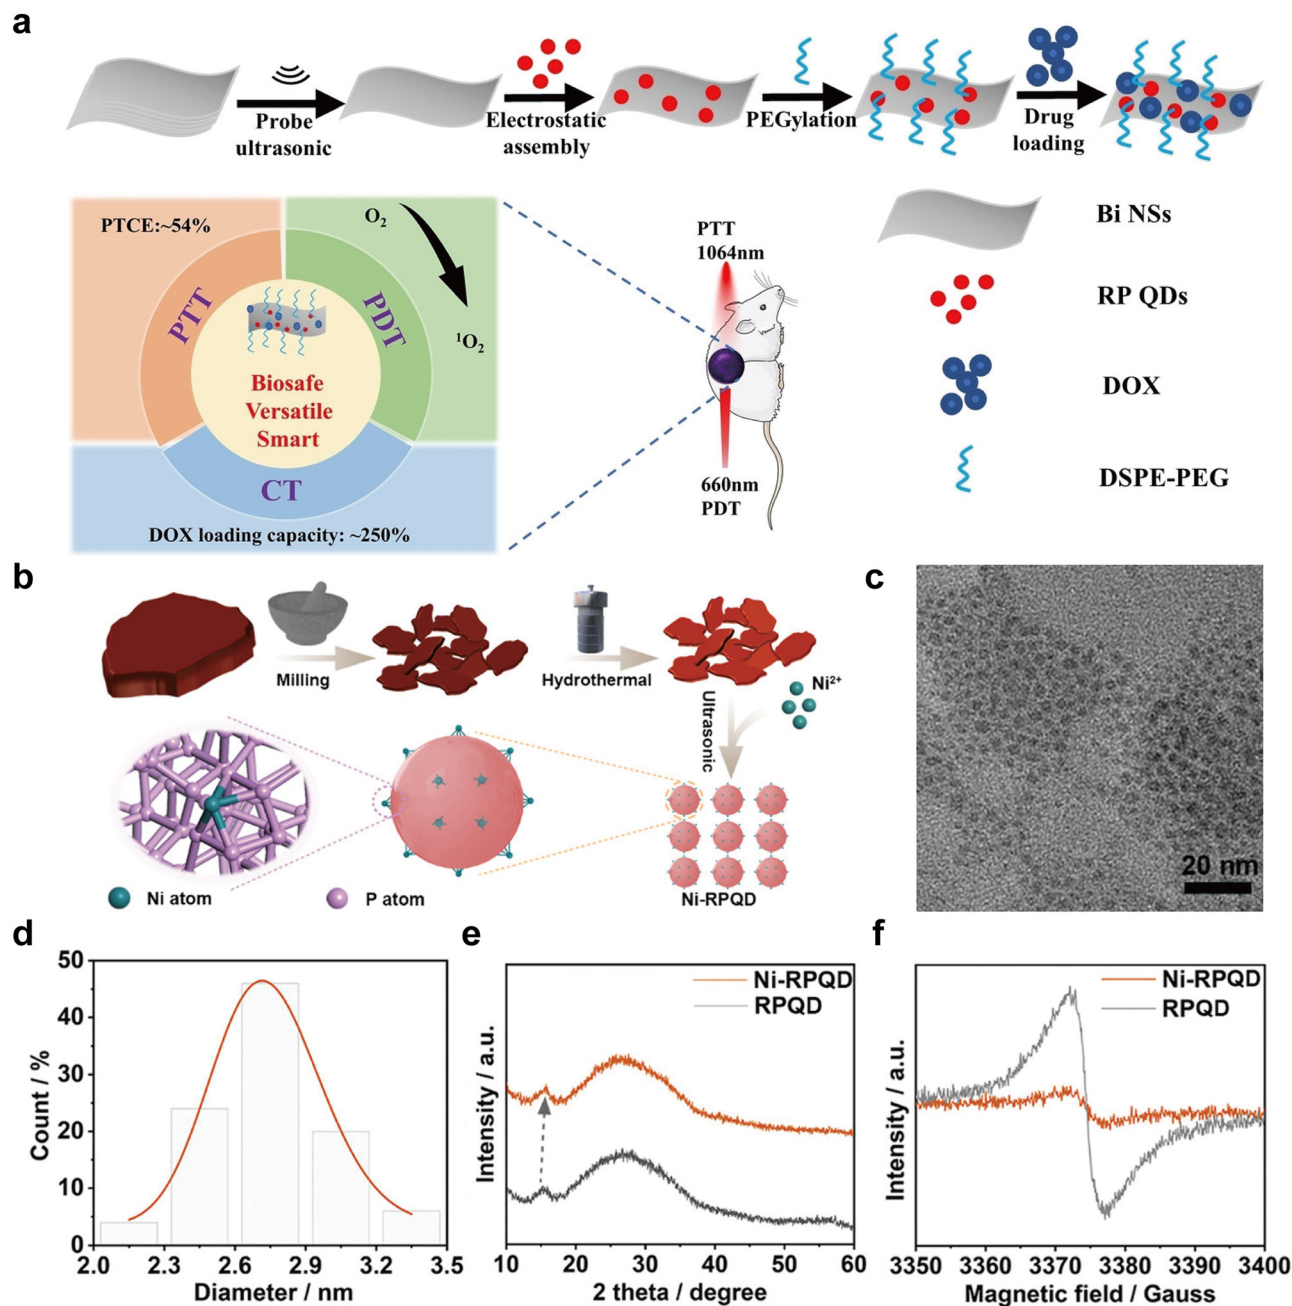 a
Probe
ultrasonic
Electrostatic
assembly
PEGylation
Drug
loading
PTCE:~54%
O₂
¹O₂
PTT
PDT
CT
Biosafe
Versatile
Smart
DOX loading capacity: ~250%
PTT
1064nm
660nm
PDT
Bi NSs
RP QDs
DOX
DSPE-PEG
b
Milling
Hydrothermal
Ni²⁺
Ultrasonic
Ni atom
P atom
Ni-RPQD
c
20 nm
d
Count / %
50
40
30
20
10
0
2.0 2.3 2.6 2.9 3.2 3.5
Diameter / nm
e
Intensity / a.u.
Ni-RPQD
RPQD
10 20 30 40 50 60
2 theta / degree
f
Intensity / a.u.
Ni-RPQD
RPQD
3350 3360 3370 3380 3390 3400
Magnetic field / Gauss